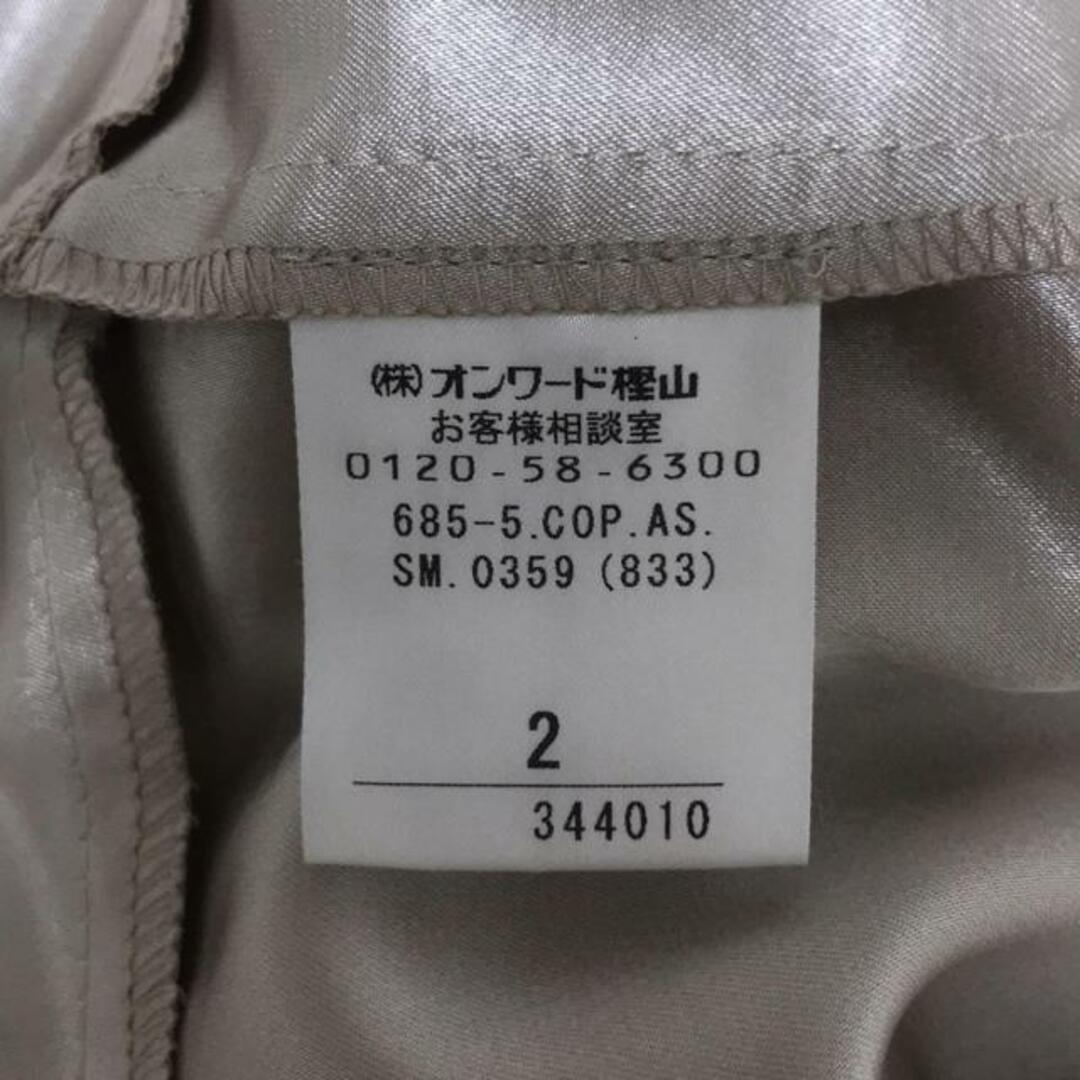 (株)オンワード樫山
お客様相談室
0120-58-6300
685-5.COP.AS.
SM.0359(833)
2
344010